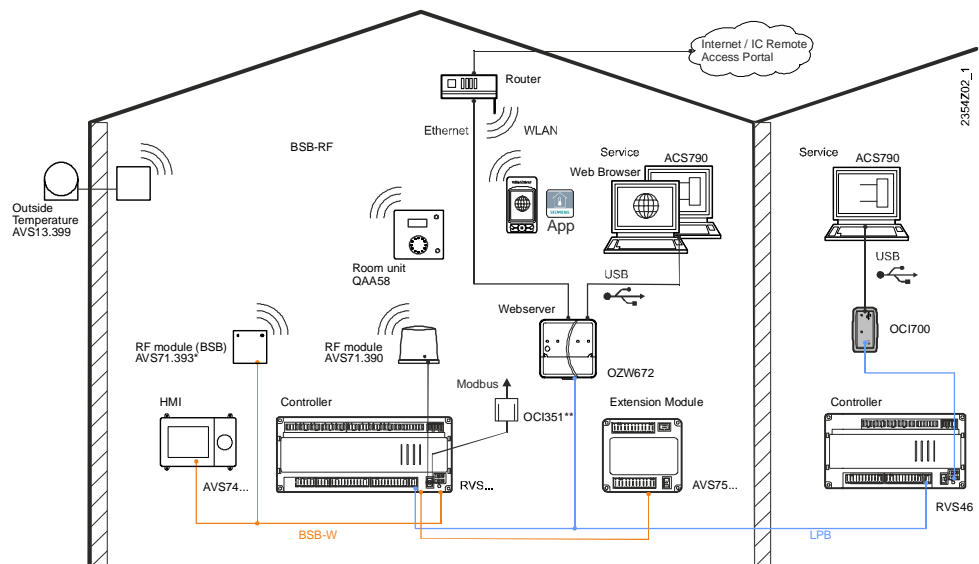 Internet / IC Remote
Access Portal
Router
2354Z02_1
Ethernet
WLAN
BSB-RF
Service
ACS790
Web Browser
Service
ACS790
Outside
Temperature
AVS13.399
SIEMENS
App
Room unit
QAA58
USB
USB
Webserver
OCI700
RF module (BSB)
AVS71.393*
RF module
AVS71.390
OZW672
Modbus
HMI
Controller
OCI351**
Extension Module
Controller
AVS74...
RVS...
AVS75...
RVS46
BSB-W
LPB